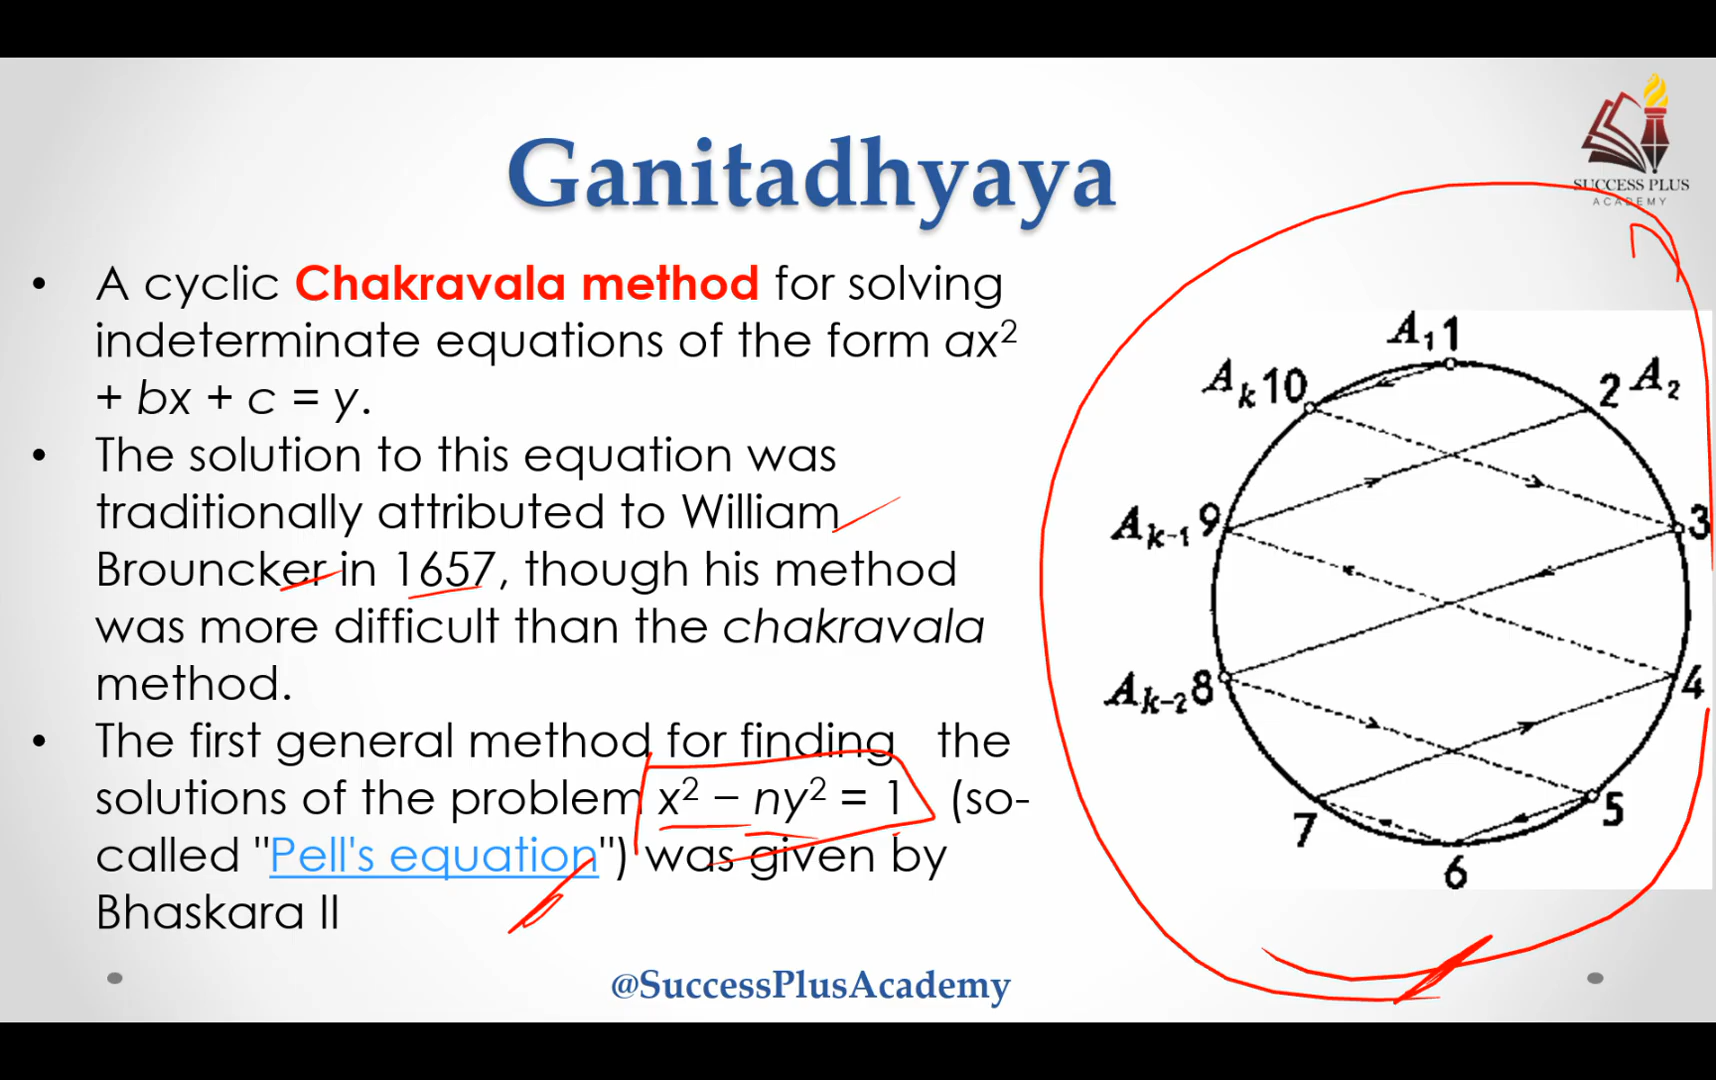 SUCCESS PLUS
ACADEMY
Ganitadhyaya
• A cyclic Chakravala method for solving
indeterminate equations of the form ax²
+ bx + c = y.
• The solution to this equation was
traditionally attributed to William
Brouncker in 1657, though his method
was more difficult than the chakravala
method.
• The first general method for finding the
solutions of the problem x² – ny² = 1 (so-
called "Pell's equation") was given by
Bhaskara II
A₁ 1
Aₖ 10
2 A₂
Aₖ₋₁ 9
3
Aₖ₋₂ 8
4
7
5
6
@SuccessPlusAcademy